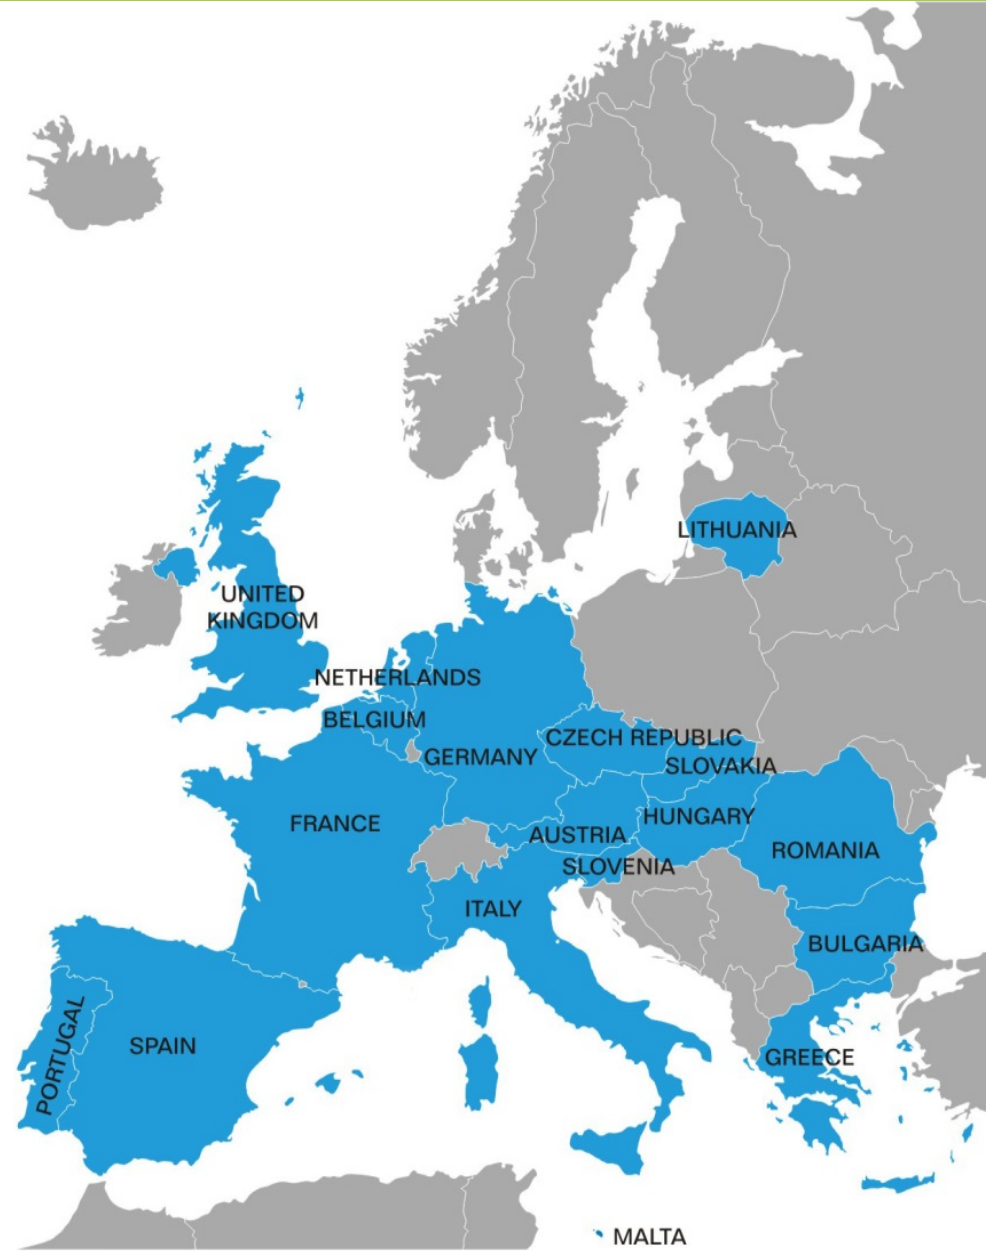 LITHUANIA
UNITED
KINGDOM
NETHERLANDS
BELGIUM
CZECH REPUBLIC
GERMANY
SLOVAKIA
HUNGARY
FRANCE
AUSTRIA
ROMANIA
SLOVENIA
ITALY
BULGARIA
PORTUGAL
SPAIN
GREECE
MALTA